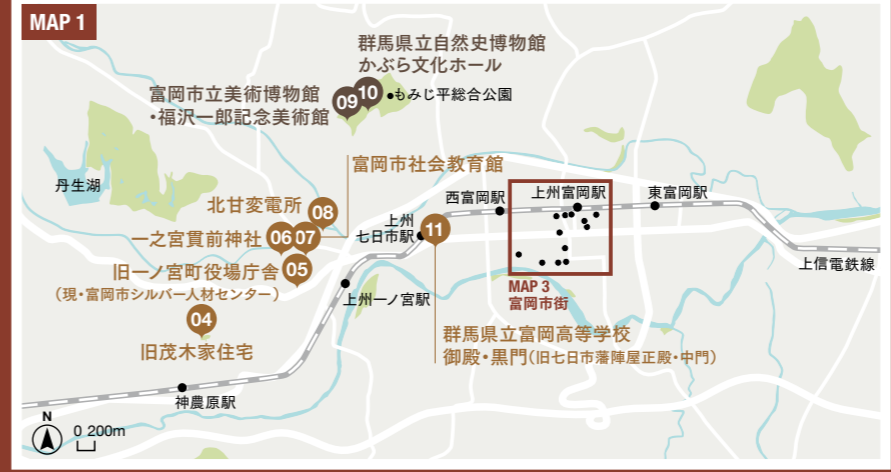 MAP 1
群馬県立自然史博物館
かぶら文化ホール
富岡市立美術博物館
・福沢一郎記念美術館
09
10
もみじ平総合公園
富岡市社会教育館
丹生湖
北甘変電所
08
一之宮貫前神社
06
07
旧一ノ宮町役場庁舎
(現・富岡市シルバー人材センター)
05
04
旧茂木家住宅
西富岡駅
上州富岡駅
東富岡駅
上州
七日市駅
11
上信電鉄線
上州一ノ宮駅
MAP 3
富岡市街
群馬県立富岡高等学校
御殿・黒門(旧七日市藩陣屋正殿・中門)
神農原駅
N
0 200m